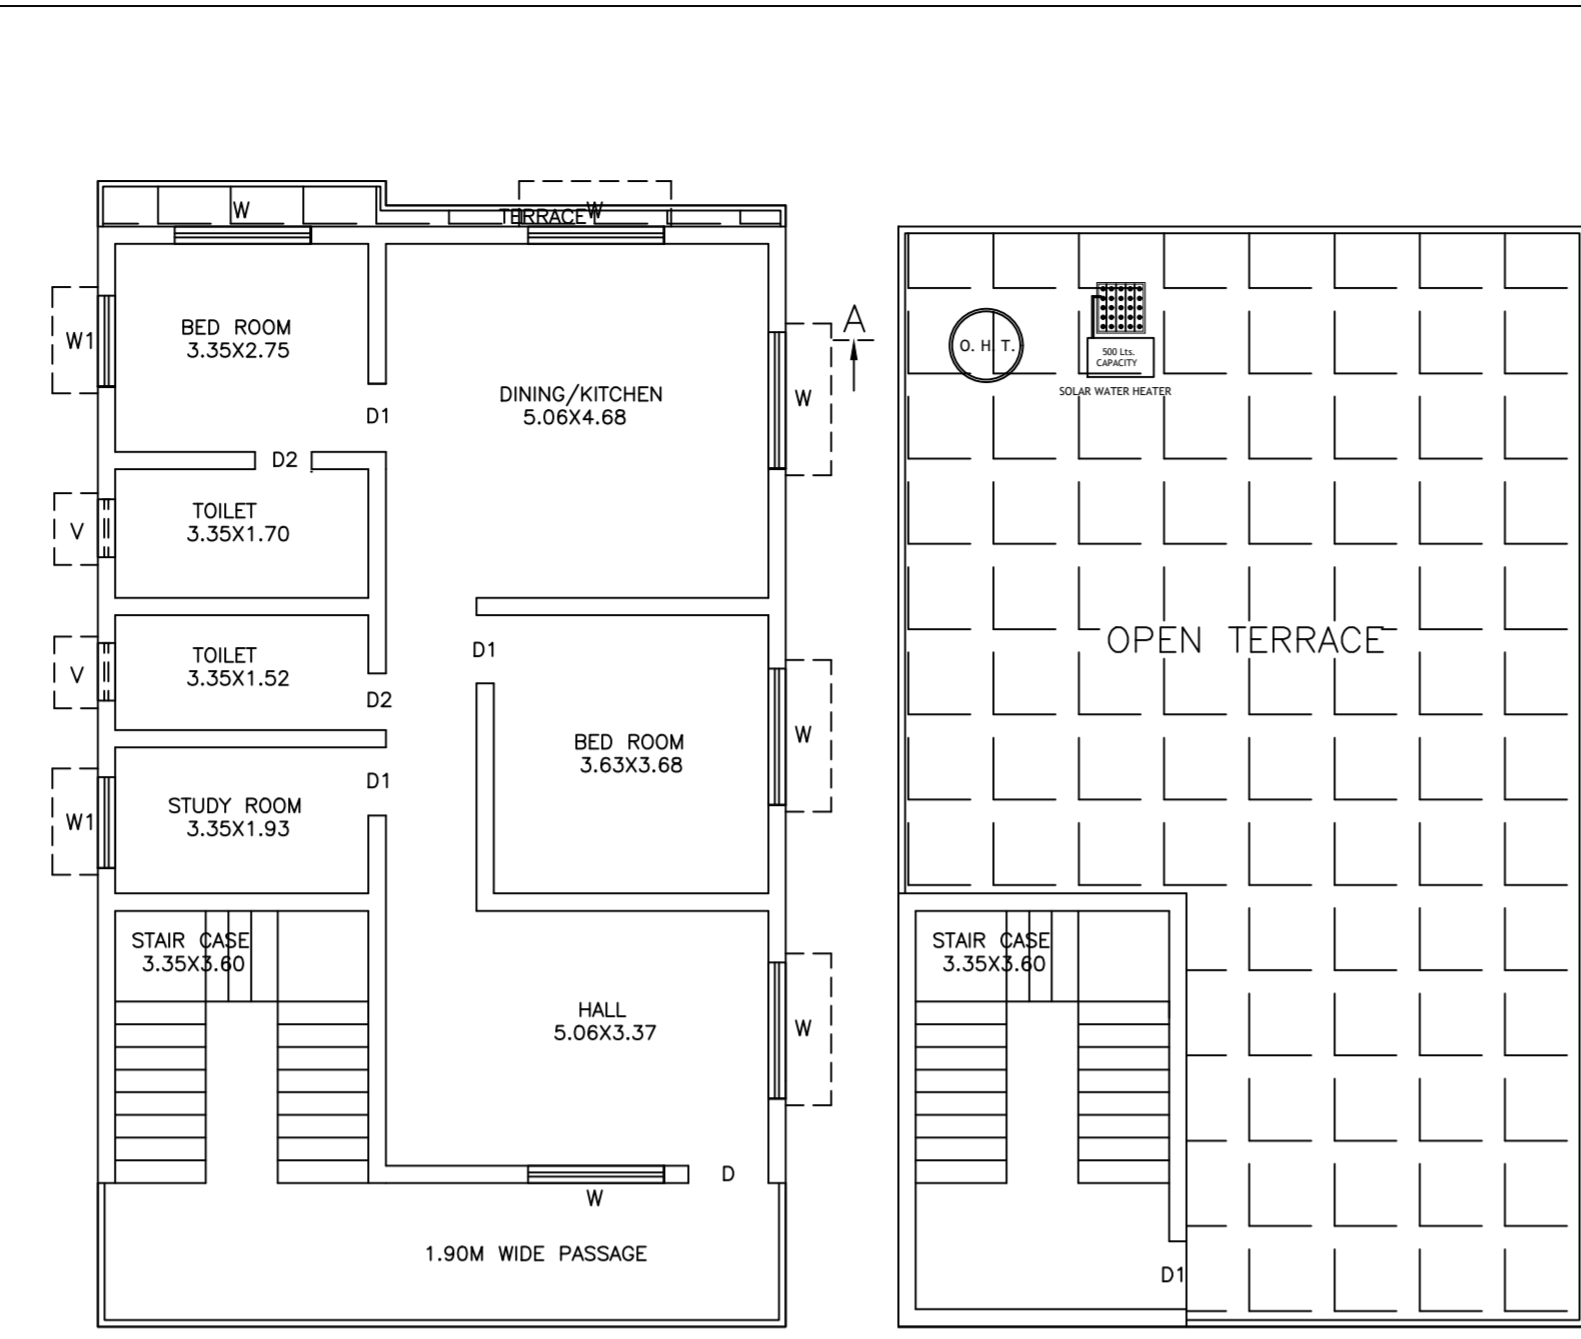 W
TERRACE
W
W1
BED ROOM
3.35X2.75
D1
D2
DINING/KITCHEN
5.06X4.68
W
A
V
TOILET
3.35X1.70
V
TOILET
3.35X1.52
D2
D1
BED ROOM
3.63X3.68
W
W1
STUDY ROOM
3.35X1.93
D1
STAIR CASE
3.35X3.60
HALL
5.06X3.37
W
W
D
1.90M WIDE PASSAGE
O. H. T.
500 Lts.
CAPACITY
SOLAR WATER HEATER
OPEN TERRACE
STAIR CASE
3.35X3.60
D1